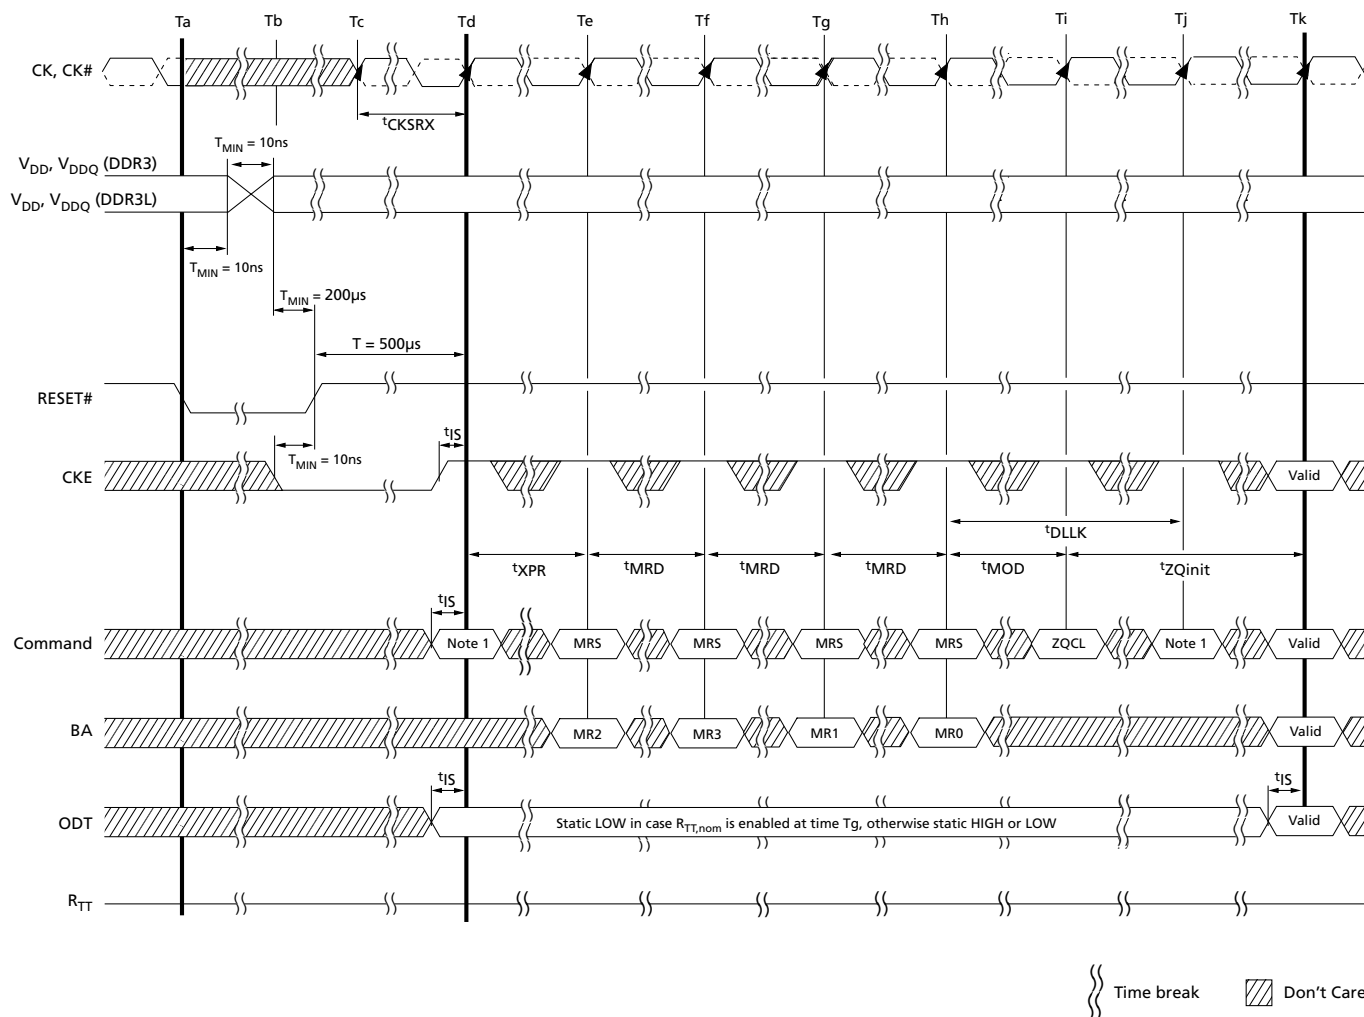 Ta Tb Tc Td Te Tf Tg Th Ti Tj Tk
CK, CK#
tCKSRX
TMIN = 10ns
VDD, VDDQ (DDR3)
VDD, VDDQ (DDR3L)
TMIN = 10ns
TMIN = 200µs
T = 500µs
RESET#
tIS
TMIN = 10ns
CKE
Valid
tDLLK
tXPR tMRD tMRD tMRD tMOD tZQinit
tIS
Command Note 1 MRS MRS MRS MRS ZQCL Note 1 Valid
BA MR2 MR3 MR1 MR0 Valid
tIS tIS
ODT Static LOW in case RTT,nom is enabled at time Tg, otherwise static HIGH or LOW Valid
RTT
Time break Don't Care